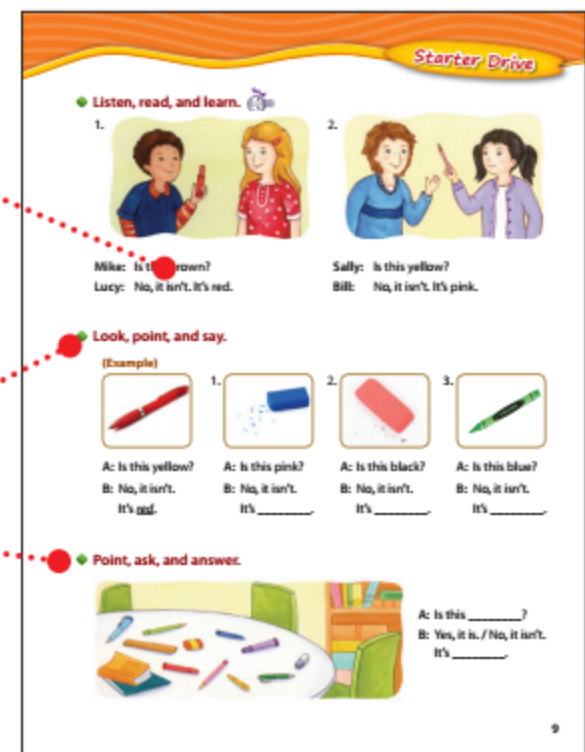 Starter Drive
Listen, read, and learn.
1.
2.
Mike: Is th rown?
Lucy: No, it isn't. It's red.
Sally: Is this yellow?
Bill: No, it isn't. It's pink.
Look, point, and say.
(Example)
1.
2.
3.
A: Is this yellow?
B: No, it isn't.
It's red.
A: Is this pink?
B: No, it isn't.
It's ________.
A: Is this black?
B: No, it isn't.
It's ________.
A: Is this blue?
B: No, it isn't.
It's ________.
Point, ask, and answer.
A: Is this ________?
B: Yes, it is. / No, it isn't.
It's ________.
9